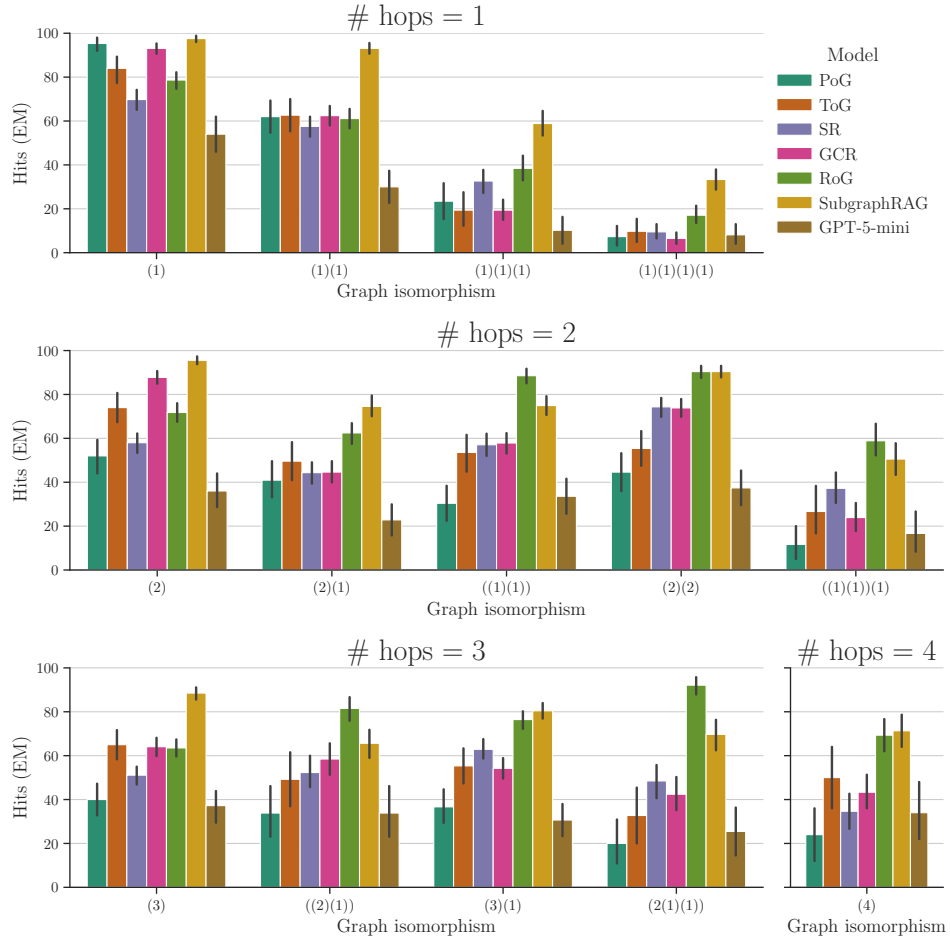 # hops = 1
Hits (EM)
100
80
60
40
20
0
(1)
(1)(1)
(1)(1)(1)
(1)(1)(1)(1)
Graph isomorphism
Model
PoG
ToG
SR
GCR
RoG
SubgraphRAG
GPT-5-mini
# hops = 2
Hits (EM)
100
80
60
40
20
0
(2)
(2)(1)
((1)(1))
(2)(2)
((1)(1))(1)
Graph isomorphism
# hops = 3
Hits (EM)
100
80
60
40
20
0
(3)
((2)(1))
(3)(1)
(2(1)(1))
Graph isomorphism
# hops = 4
(4)
Graph isomorphism